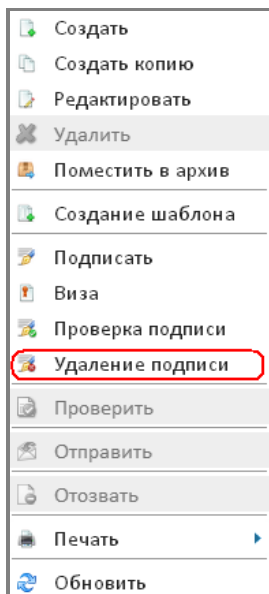 Создать
Создать копию
Редактировать
Удалить
Поместить в архив
Создание шаблона
Подписать
Виза
Проверка подписи
Удаление подписи
Проверить
Отправить
Отозвать
Печать
Обновить